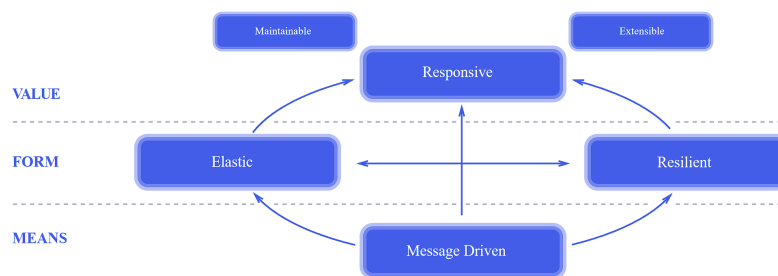 Maintainable
Extensible
Responsive
VALUE
FORM
Elastic
Resilient
MEANS
Message Driven